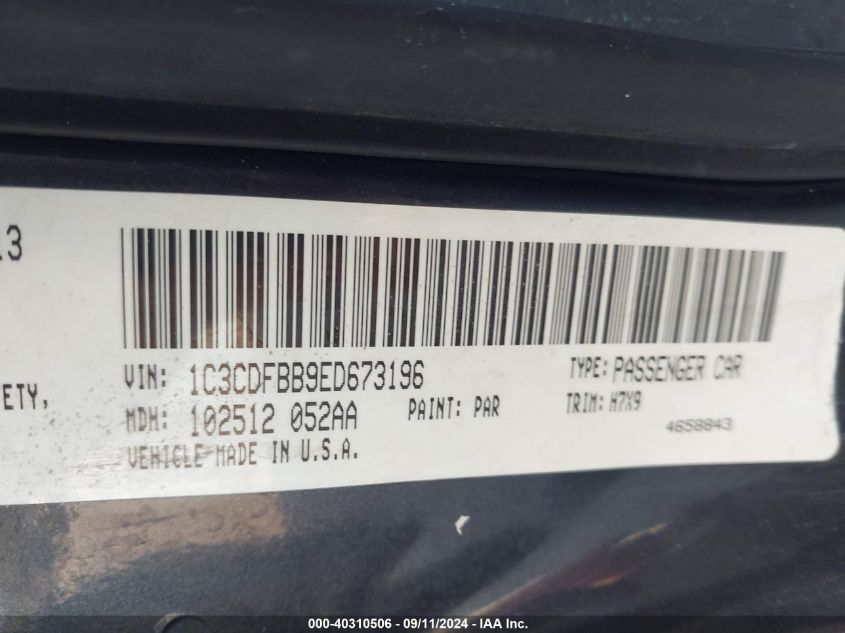 13
VIN: 1C3CDFBB9ED673196
TYPE: PASSENGER CAR
ETY,
MDH: 102512 052AA
PAINT: PAR
TRIM: H7X9
4658843
VEHICLE MADE IN U.S.A.
000-40310506 - 09/11/2024 - IAA Inc.